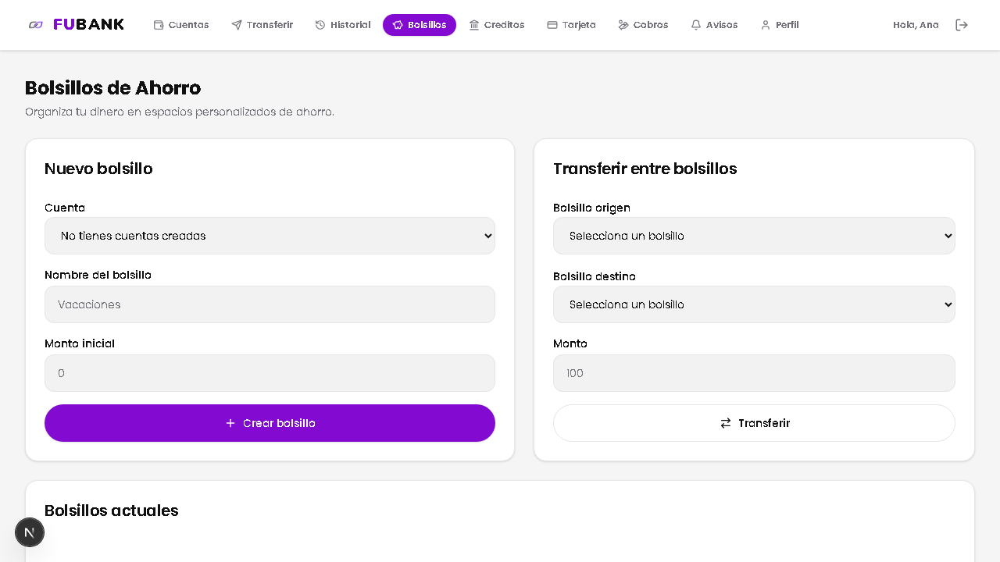 FUBANK
Cuentas
Transferir
Historial
Bolsillos
Creditos
Tarjeta
Cobros
Avisos
Perfil
Hola, Ana
Bolsillos de Ahorro
Organiza tu dinero en espacios personalizados de ahorro.
Nuevo bolsillo
Cuenta
No tienes cuentas creadas
Nombre del bolsillo
Vacaciones
Monto inicial
0
Crear bolsillo
Transferir entre bolsillos
Bolsillo origen
Selecciona un bolsillo
Bolsillo destino
Selecciona un bolsillo
Monto
100
Transferir
Bolsillos actuales
N